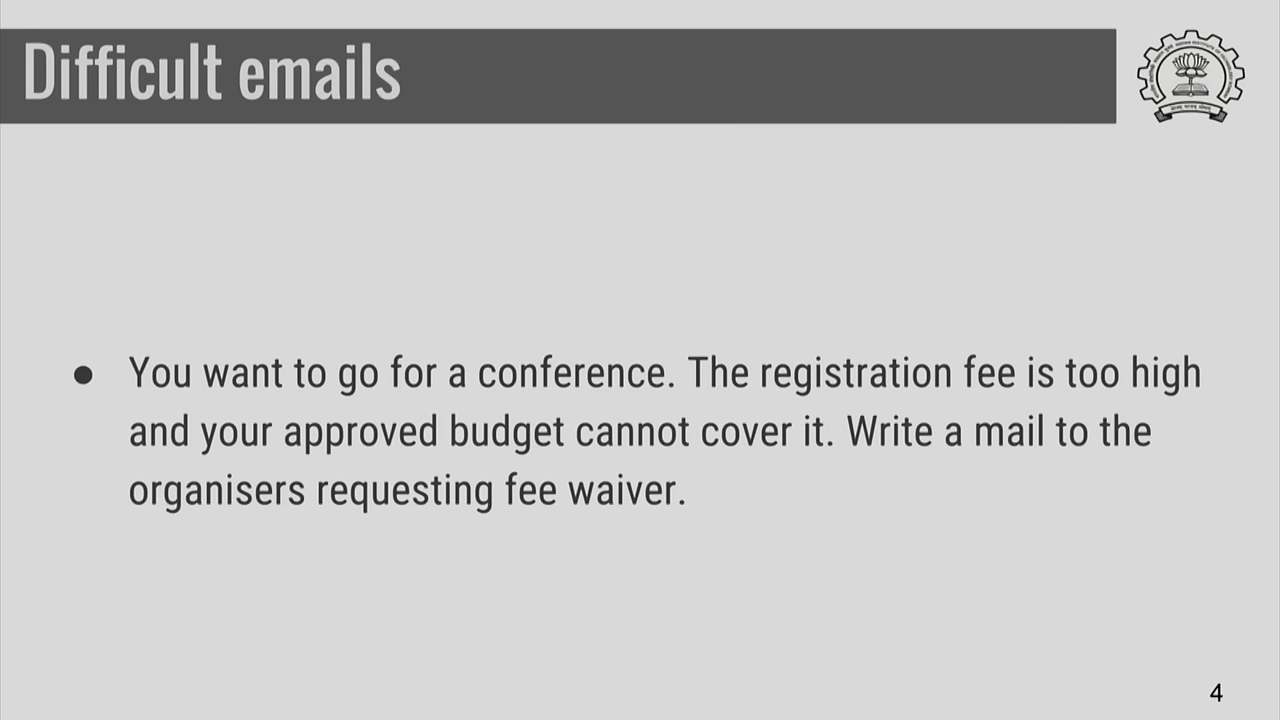 Difficult emails
● You want to go for a conference. The registration fee is too high
and your approved budget cannot cover it. Write a mail to the
organisers requesting fee waiver.
4